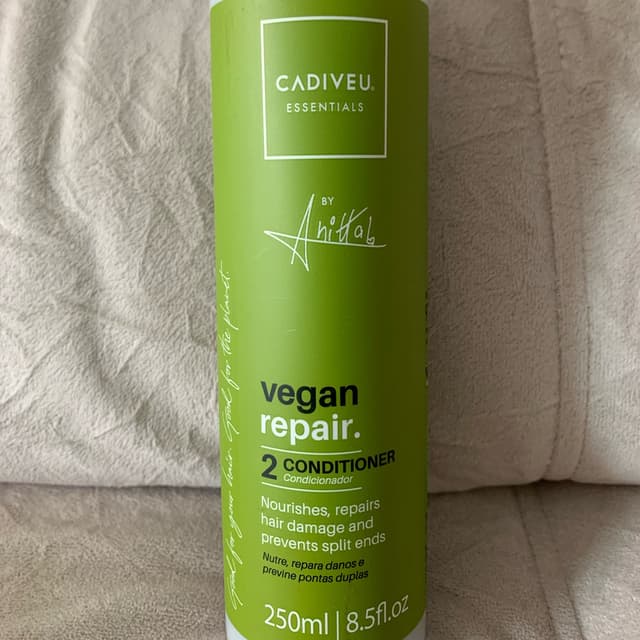 CADIVEU®
ESSENTIALS
BY
Anitta
Good for your hair. Good for the planet.
vegan
repair.
2 CONDITIONER
Condicionador
Nourishes, repairs
hair damage and
prevents split ends
Nutre, repara danos e
previne pontas duplas
250ml | 8.5fl.oz